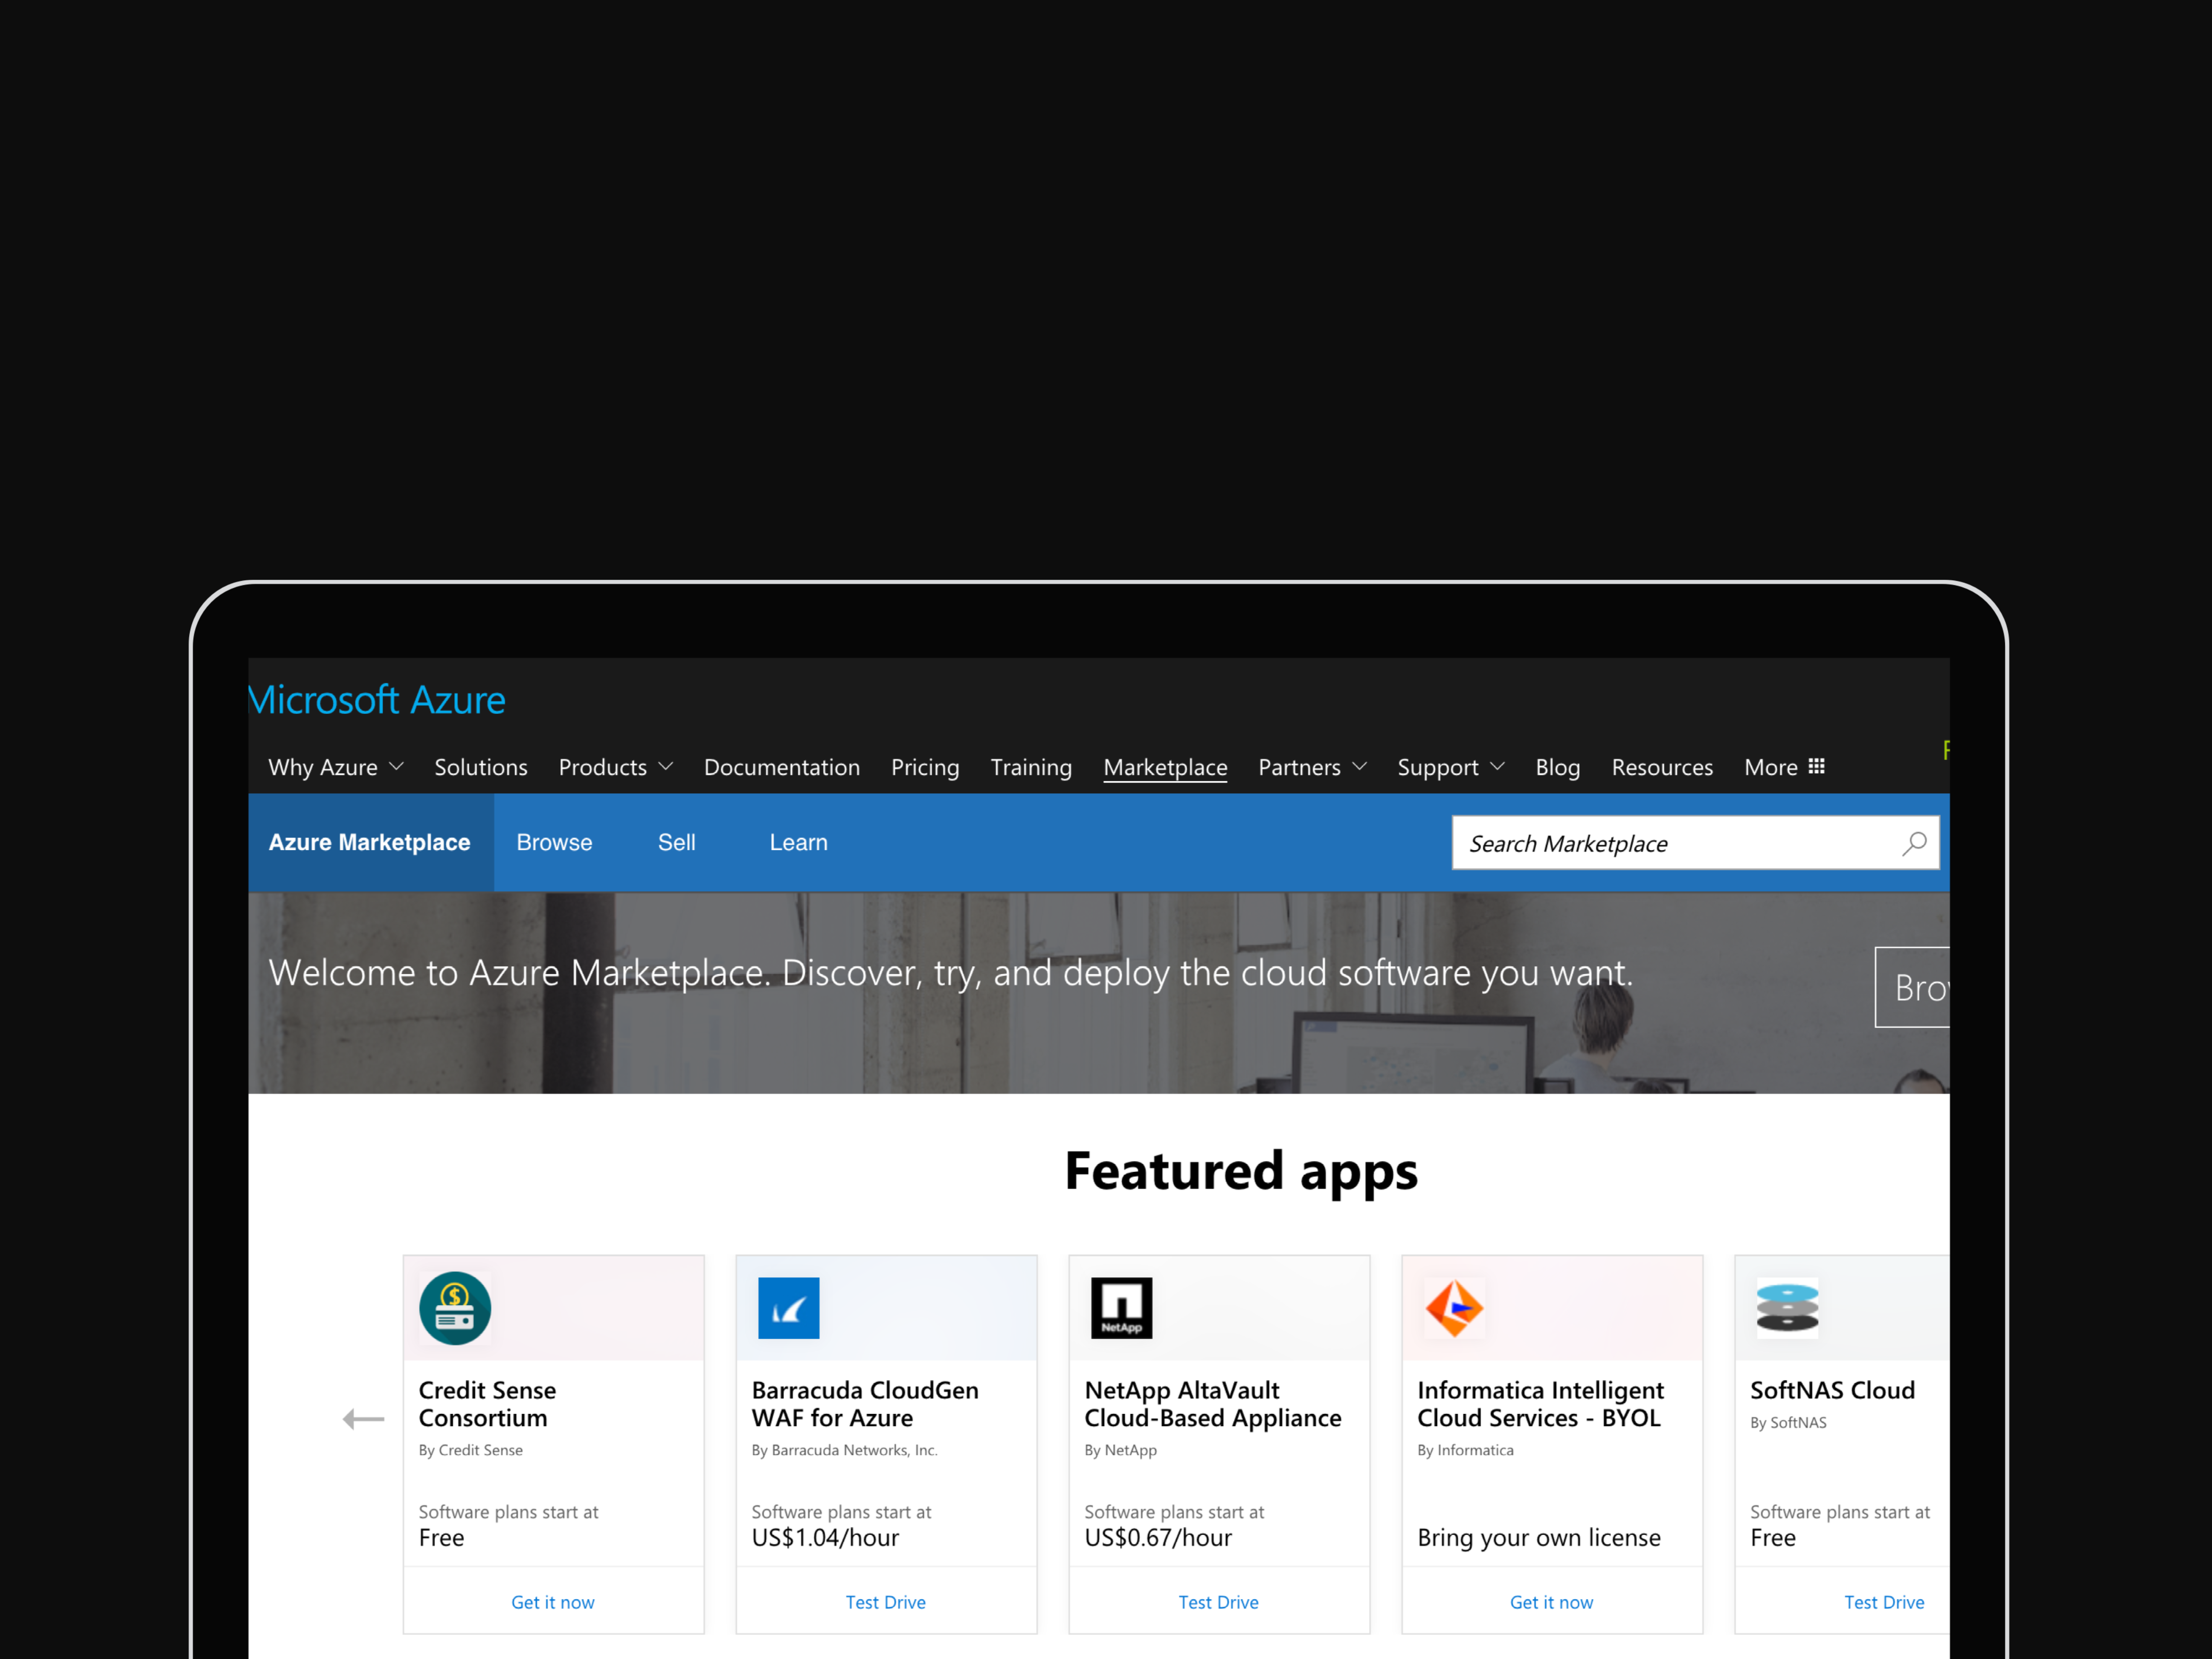 Microsoft Azure
Why Azure Solutions Products Documentation Pricing Training Marketplace Partners Support Blog Resources More
Azure Marketplace Browse Sell Learn
Search Marketplace
Welcome to Azure Marketplace. Discover, try, and deploy the cloud software you want.
Featured apps
NetApp
Credit Sense
Consortium
By Credit Sense
Software plans start at
Free
Get it now
Barracuda CloudGen
WAF for Azure
By Barracuda Networks, Inc.
Software plans start at
US$1.04/hour
Test Drive
NetApp AltaVault
Cloud-Based Appliance
By NetApp
Software plans start at
US$0.67/hour
Test Drive
Informatica Intelligent
Cloud Services - BYOL
By Informatica
Bring your own license
Get it now
SoftNAS Cloud
By SoftNAS
Software plans start at
Free
Test Drive